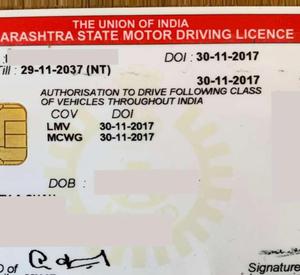 THE UNION OF INDIA
ARASHTRA STATE MOTOR DRIVING LICENCE
DOI : 30-11-2017
Till : 29-11-2037 (NT)
30-11-2017
AUTHORISATION TO DRIVE FOLLOWING CLASS
OF VEHICLES THROUGHOUT INDIA
COV DOI
LMV 30-11-2017
MCWG 30-11-2017
DOB :
D of
Signature